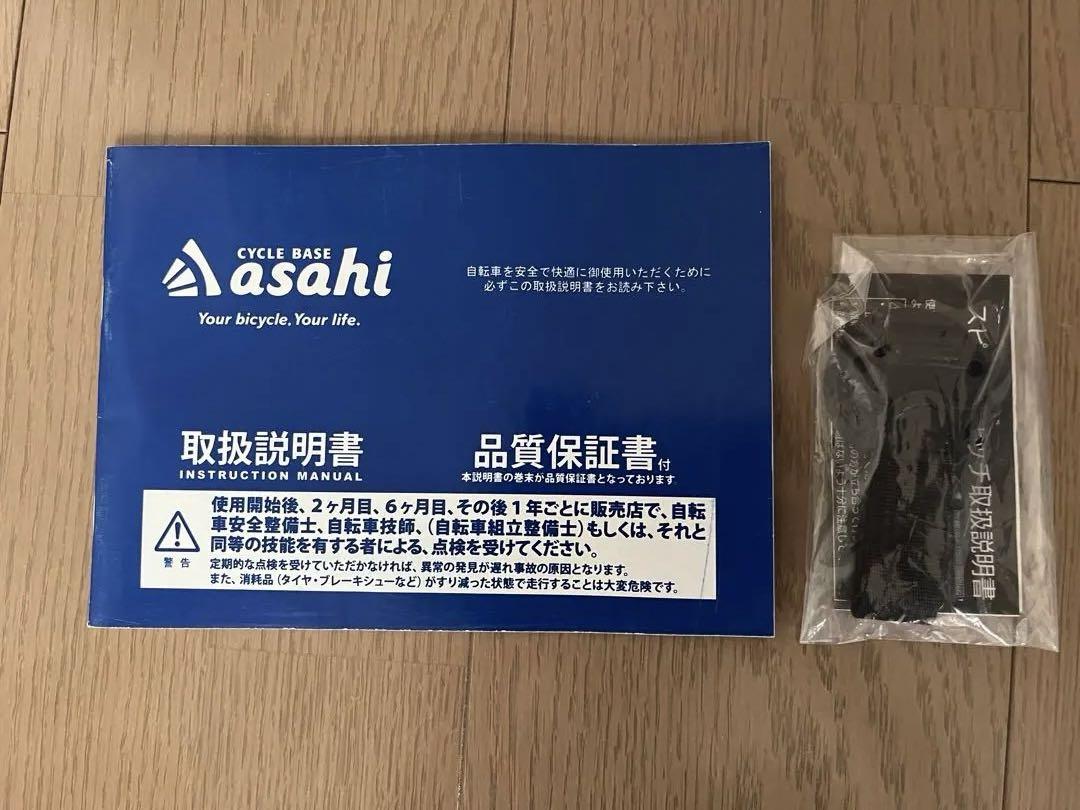 CYCLE BASE
asahi
Your bicycle. Your life.
自転車を安全で快適に御使用いただくために
必ずこの取扱説明書をお読み下さい。
取扱説明書
INSTRUCTION MANUAL
品質保証書付
本説明書の巻末が品質保証書となっております
使用開始後、2ヶ月目、6ヶ月目、その後1年ごとに販売店で、自転
車安全整備士、自転車技師、(自転車組立整備士)もしくは、それと
同等の技能を有する者による、点検を受けてください。
警告
定期的な点検を受けていただかなければ、異常の発見が遅れ事故の原因となります。
また、消耗品(タイヤ・ブレーキシューなど)がすり減った状態で走行することは大変危険です。
取扱説明書